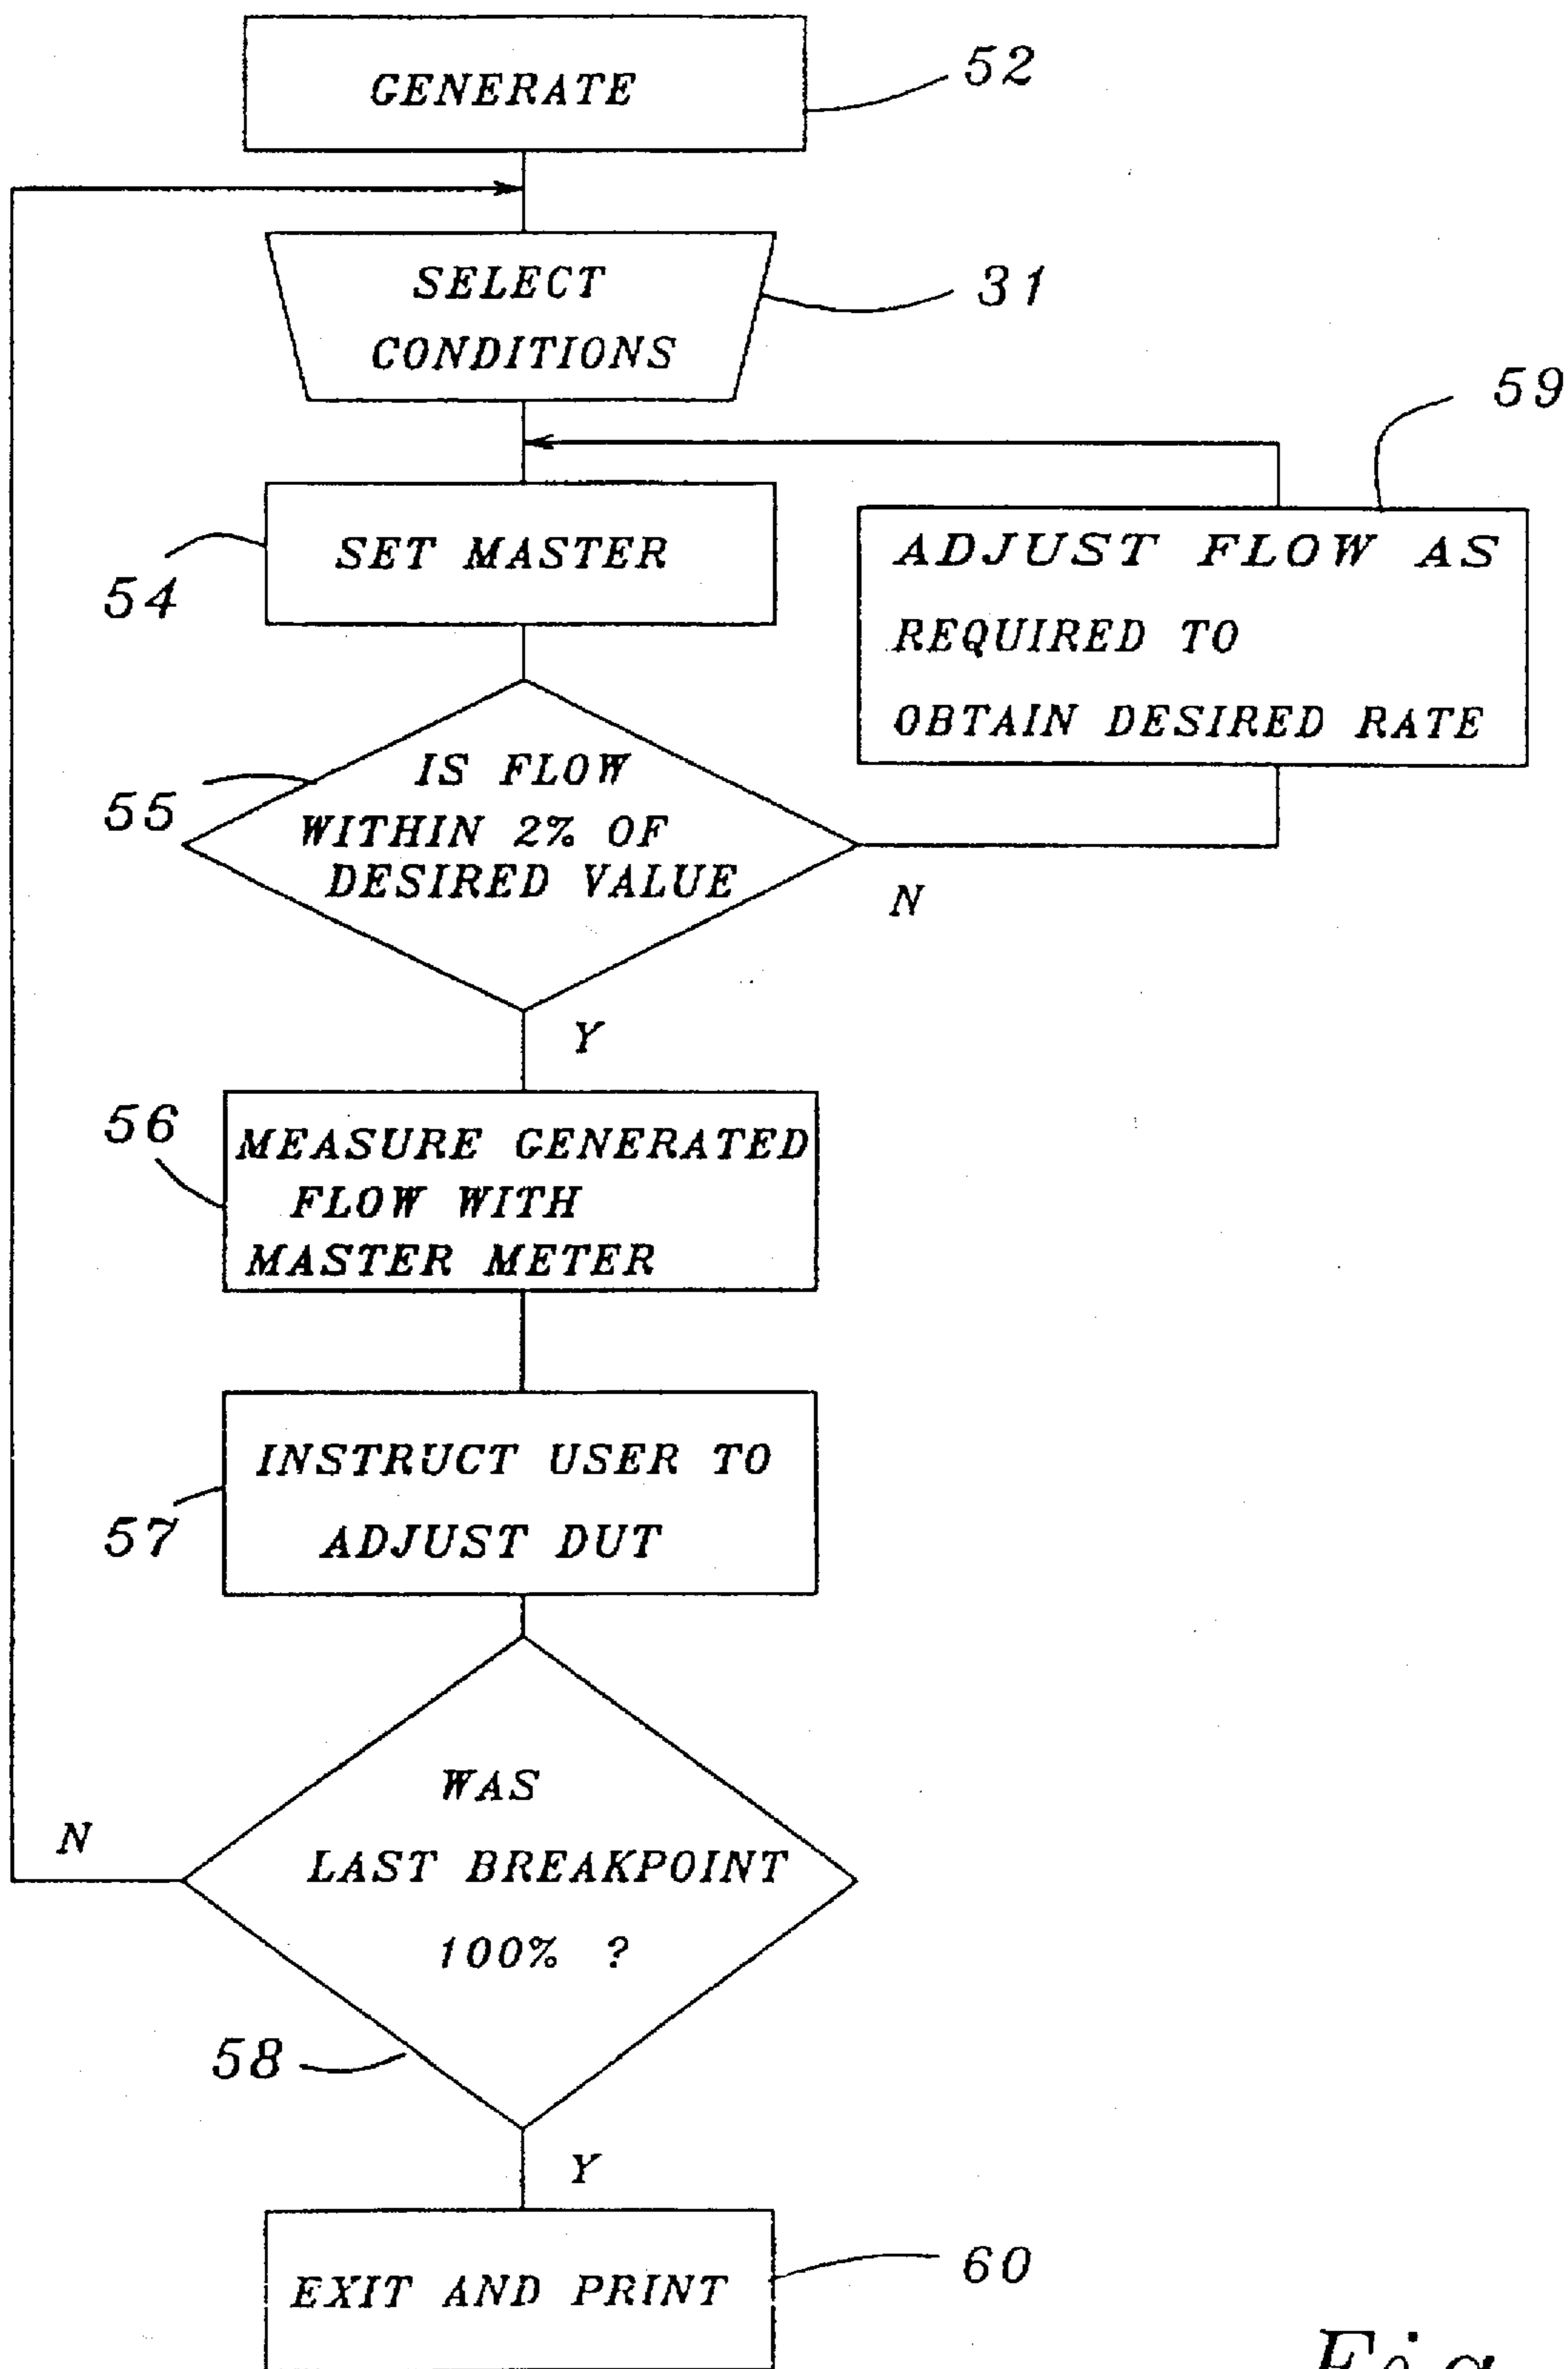 GENERATE
52
SELECT
CONDITIONS
31
59
SET MASTER
54
ADJUST FLOW AS
REQUIRED TO
OBTAIN DESIRED RATE
IS FLOW
WITHIN 2% OF
DESIRED VALUE
55
N
Y
56
MEASURE GENERATED
FLOW WITH
MASTER METER
INSTRUCT USER TO
ADJUST DUT
57
WAS
LAST BREAKPOINT
100% ?
N
58
Y
EXIT AND PRINT
60